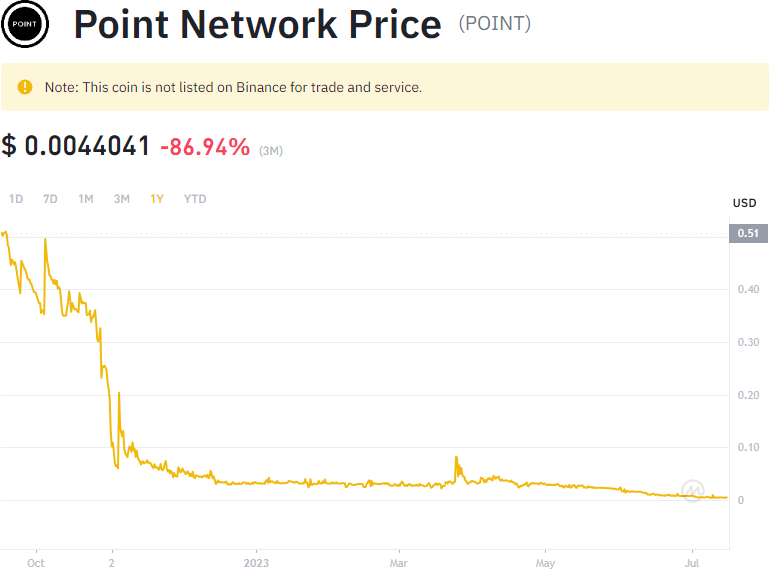 POINT
Point Network Price (POINT)
Note: This coin is not listed on Binance for trade and service.
$ 0.0044041 -86.94% (3M)
1D 7D 1M 3M 1Y YTD
USD
0.51
0.40
0.30
0.20
0.10
0
Oct 2 2023 Mar May Jul